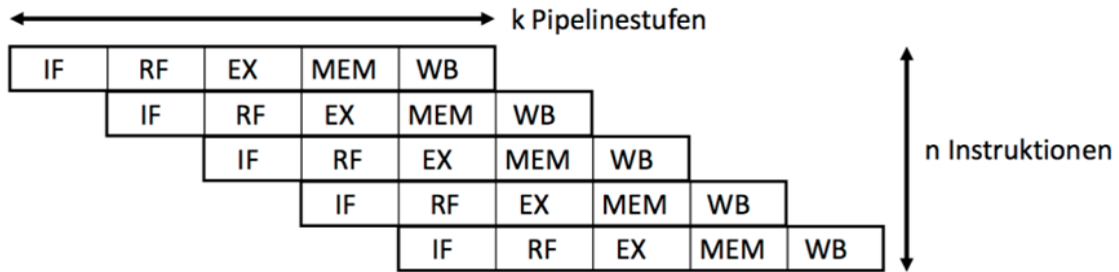 k Pipelinestufen
IF RF EX MEM WB
IF RF EX MEM WB
IF RF EX MEM WB
n Instruktionen
IF RF EX MEM WB
IF RF EX MEM WB